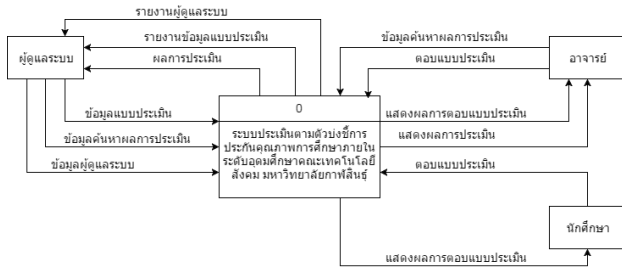 รายงานผู้ดูแลระบบ
รายงานข้อมูลแบบประเมิน
ข้อมูลค้นหาผลการประเมิน
ผู้ดูแลระบบ
ผลการประเมิน
ตอบแบบประเมิน
อาจารย์
0
ข้อมูลแบบประเมิน
แสดงผลการตอบแบบประเมิน
ระบบประเมินตามตัวบ่งชี้การ
ประกันคุณภาพการศึกษาภายใน
ระดับอุดมศึกษาคณะเทคโนโลยี
สังคม มหาวิทยาลัยกาฬสินธุ์
ข้อมูลค้นหาผลการประเมิน
แสดงผลการประเมิน
ข้อมูลผู้ดูแลระบบ
ตอบแบบประเมิน
นักศึกษา
แสดงผลการตอบแบบประเมิน